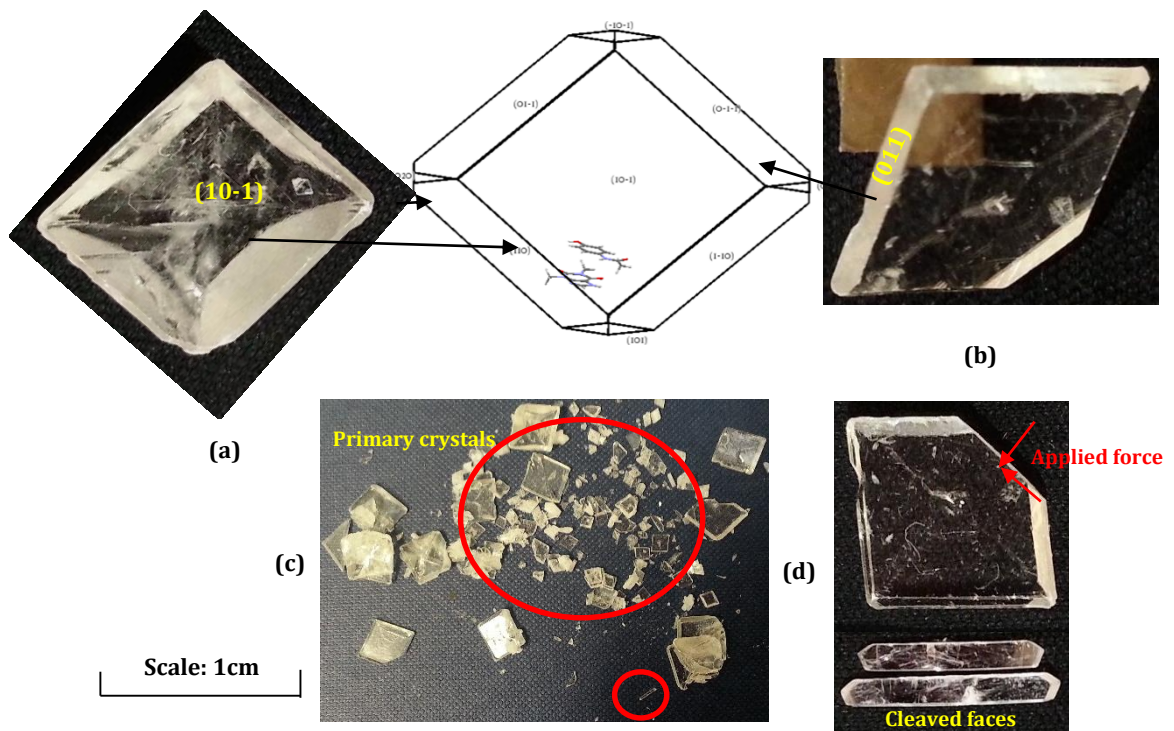 (-10-1)
(01-1)
(0-1-1)
(10-1)
(011)
(10-1)
(020)
(110)
(1-10)
(101)
(b)
(a)
Primary crystals
Applied force
(c)
(d)
Scale: 1cm
Cleaved faces